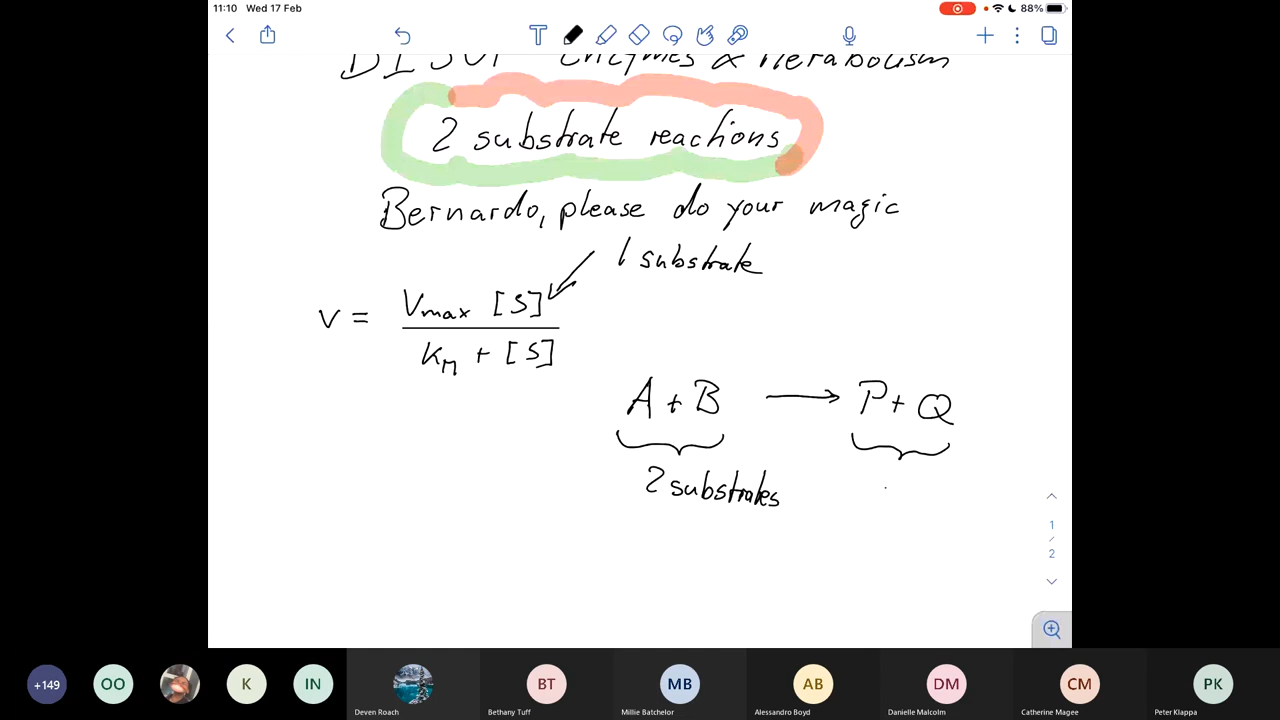 11:10 Wed 17 Feb
88%
Enzymes & Metabolism
2 substrate reactions
Bernardo, please do your magic
1 substrate
V = Vmax [S]
KM + [S]
A + B → P + Q
2 substrates
1
/
2
+149
OO
K
IN
BT
MB
AB
DM
CM
PK
Deven Roach
Bethany Tuff
Millie Batchelor
Alessandro Boyd
Danielle Malcolm
Catherine Magee
Peter Klappa